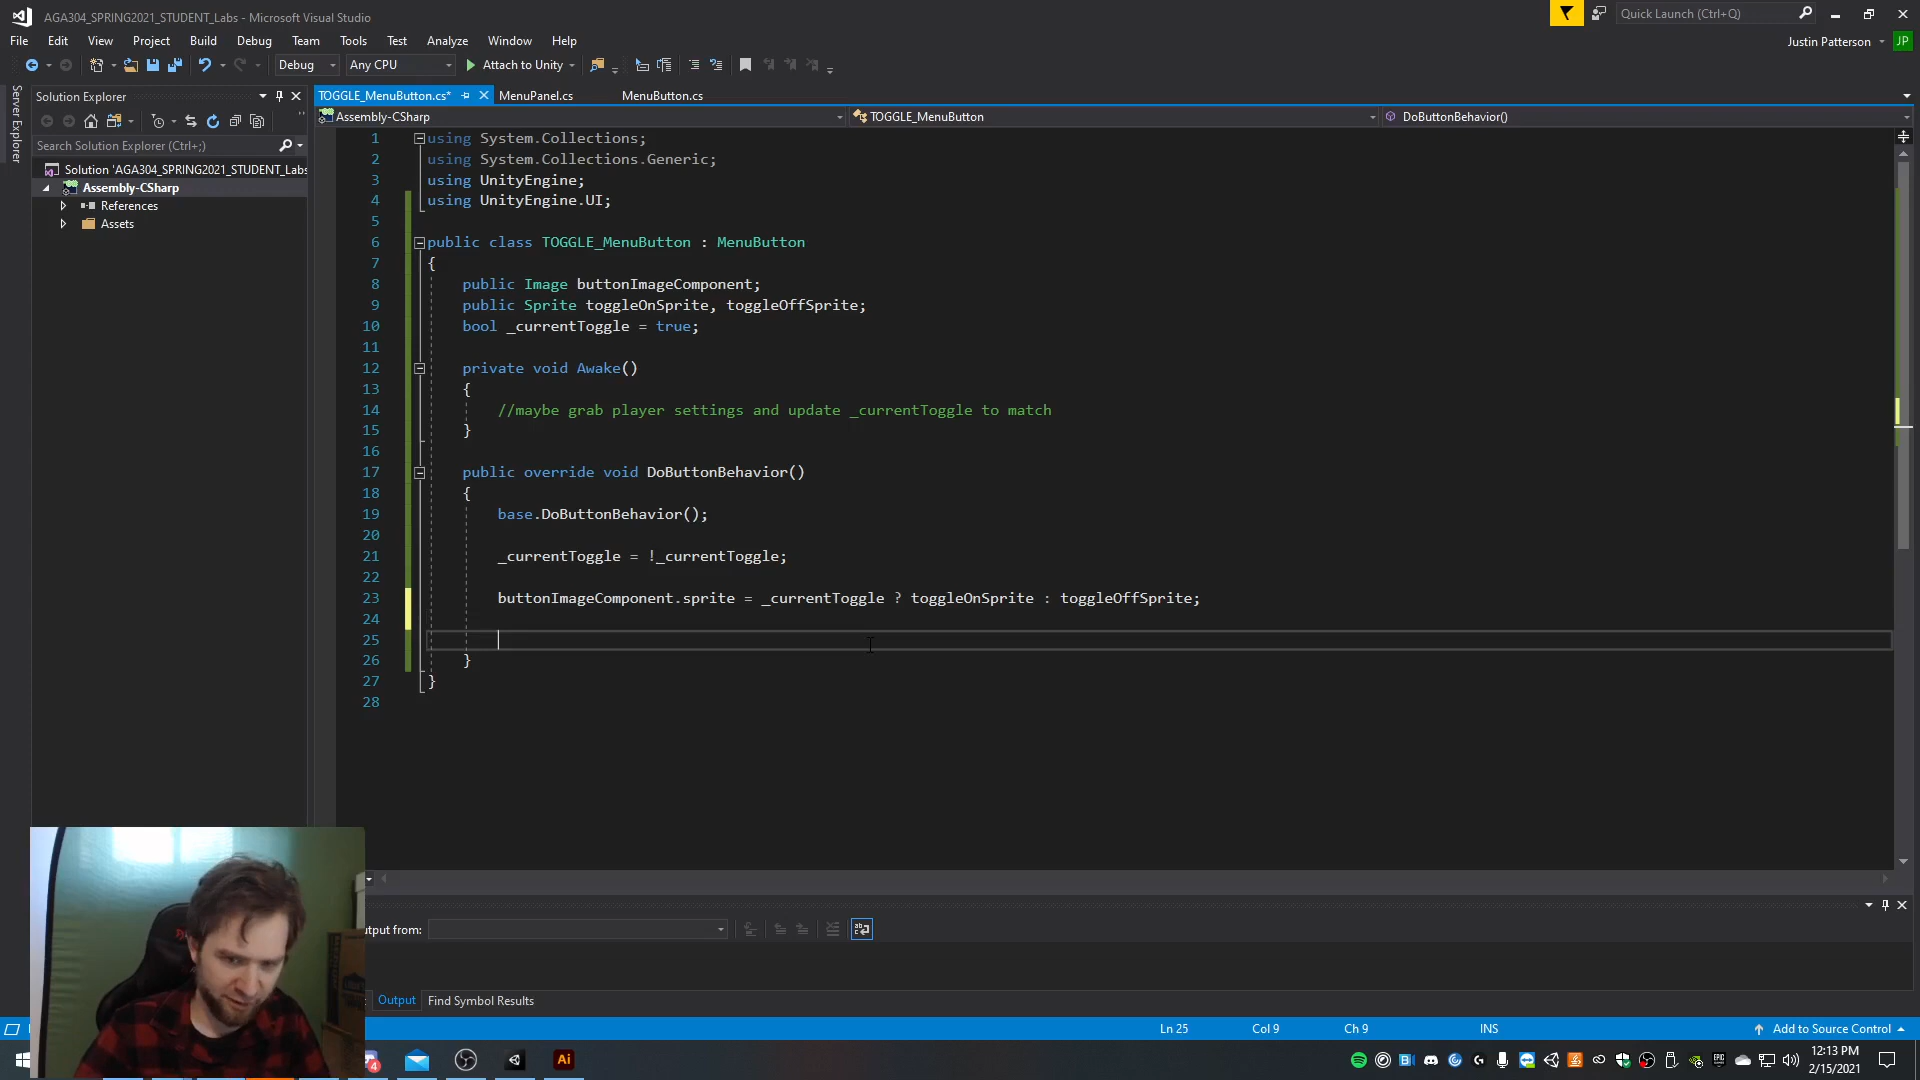 AGA304_SPRING2021_STUDENT_Labs - Microsoft Visual Studio
Quick Launch (Ctrl+Q)
File Edit View Project Build Debug Team Tools Test Analyze Window Help
Justin Patterson JP
Debug Any CPU Attach to Unity
Server Explorer
Solution Explorer
TOGGLE_MenuButton.cs* MenuPanel.cs MenuButton.cs
Assembly-CSharp TOGGLE_MenuButton DoButtonBehavior()
Search Solution Explorer (Ctrl+;)
Solution 'AGA304_SPRING2021_STUDENT_Labs
Assembly-CSharp
References
Assets
1 using System.Collections;
2 using System.Collections.Generic;
3 using UnityEngine;
4 using UnityEngine.UI;
5
6 public class TOGGLE_MenuButton : MenuButton
7 {
8 public Image buttonImageComponent;
9 public Sprite toggleOnSprite, toggleOffSprite;
10 bool _currentToggle = true;
11
12 private void Awake()
13 {
14 //maybe grab player settings and update _currentToggle to match
15 }
16
17 public override void DoButtonBehavior()
18 {
19 base.DoButtonBehavior();
20
21 _currentToggle = !_currentToggle;
22
23 buttonImageComponent.sprite = _currentToggle ? toggleOnSprite : toggleOffSprite;
24
25
26 }
27 }
28
utput from:
Output Find Symbol Results
Ln 25 Col 9 Ch 9 INS Add to Source Control
4 Ai
12:13 PM
2/15/2021